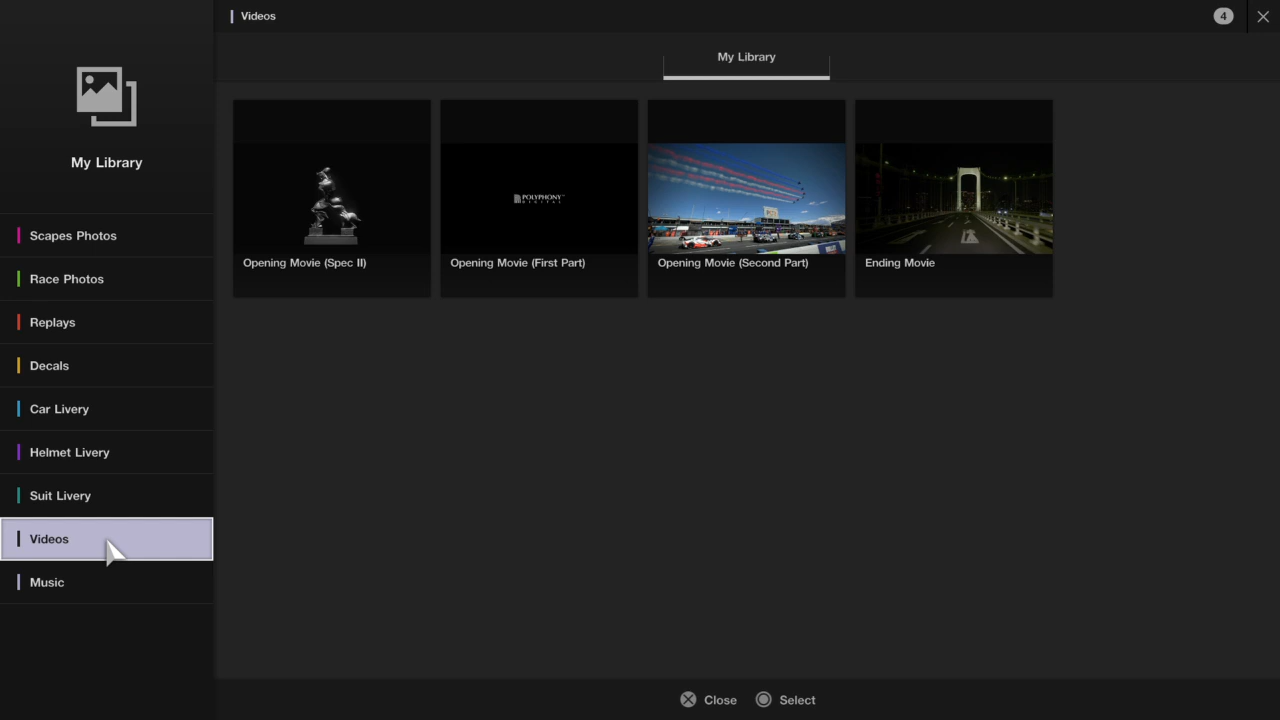 My Library
Scapes Photos
Race Photos
Replays
Decals
Car Livery
Helmet Livery
Suit Livery
Videos
Music
Videos
4
My Library
Opening Movie (Spec II)
POLYPHONY
DIGITAL
Opening Movie (First Part)
Opening Movie (Second Part)
Ending Movie
Close
Select